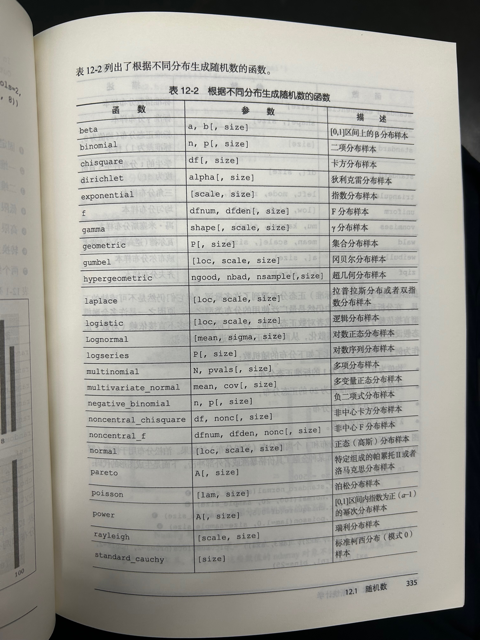 ols=2,
8))
表 12-2 列出了根据不同分布生成随机数的函数。
表 12-2 根据不同分布生成随机数的函数
函 数 参 数 描 述
beta a, b[, size] [0,1]区间上的β分布样本
binomial n, p[, size] 二项分布样本
chisquare df[, size] 卡方分布样本
dirichlet alpha[, size] 狄利克雷分布样本
exponential [scale, size] 指数分布样本
f dfnum, dfden[, size] F 分布样本
gamma shape[, scale, size] γ 分布样本
geometric P[, size] 集合分布样本
gumbel [loc, scale, size] 冈贝尔分布样本
hypergeometric ngood, nbad, nsample[,size] 超几何分布样本
laplace [loc, scale, size] 拉普拉斯分布或者双指
数分布样本
logistic [loc, scale, size] 逻辑分布样本
Lognormal [mean, sigma, size] 对数正态分布样本
logseries P[, size] 对数序列分布样本
multinomial N, pvals[, size] 多项分布样本
multivariate_normal mean, cov[, size] 多变量正态分布样本
negative_binomial n, p[, size] 负二项式分布样本
noncentral_chisquare df, nonc[, size] 非中心卡方分布样本
noncentral_f dfnum, dfden, nonc[, size] 非中心 F 分布样本
normal [loc, scale, size] 正态（高斯）分布样本
pareto A[, size] 特定组成的帕累托Ⅱ或者
洛马克思分布样本
poisson [lam, size] 泊松分布样本
power A[, size] [0,1]区间内指数为正（a-1）
的幂次分布样本
rayleigh [scale, size] 瑞利分布样本
standard_cauchy [size] 标准柯西分布（模式 0）
样本
12.1 随机数 335
100